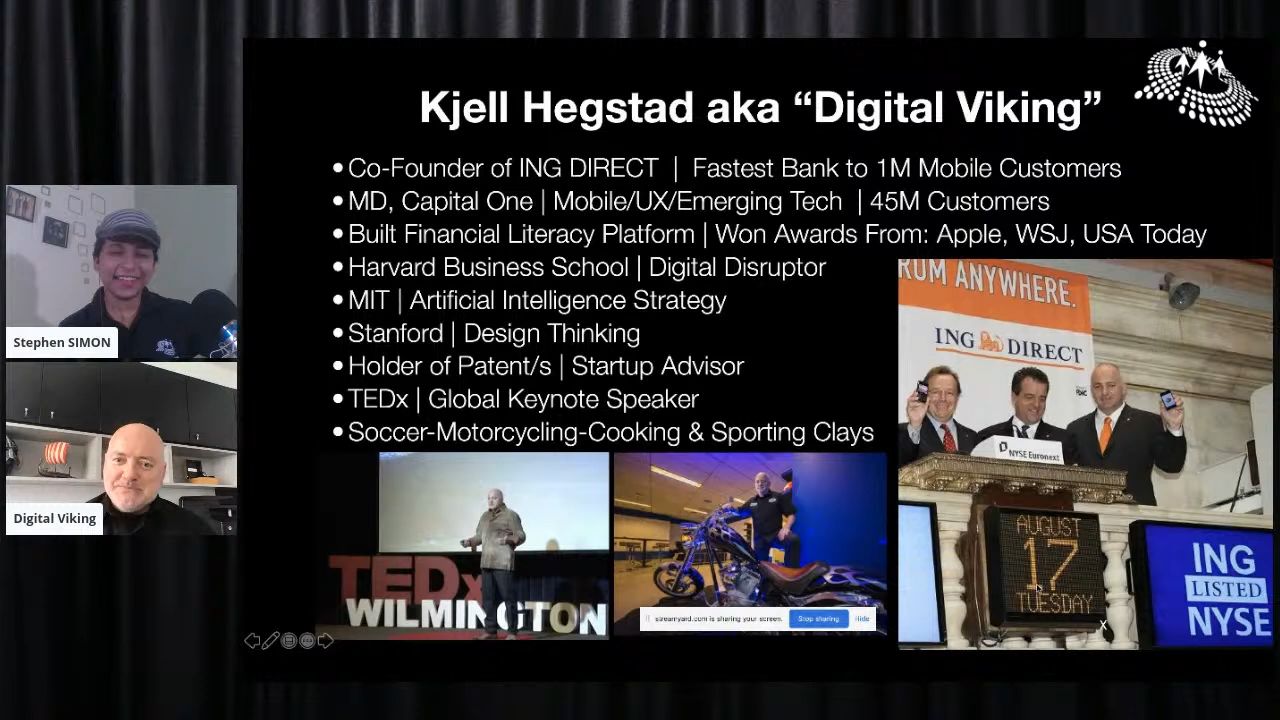 Kjell Hegstad aka “Digital Viking”
• Co-Founder of ING DIRECT | Fastest Bank to 1M Mobile Customers
• MD, Capital One | Mobile/UX/Emerging Tech | 45M Customers
• Built Financial Literacy Platform | Won Awards From: Apple, WSJ, USA Today
• Harvard Business School | Digital Disruptor
• MIT | Artificial Intelligence Strategy
• Stanford | Design Thinking
• Holder of Patent/s | Startup Advisor
• TEDx | Global Keynote Speaker
• Soccer-Motorcycling-Cooking & Sporting Clays
Stephen SIMON
Digital Viking
ROM ANYWHERE.
ING DIRECT
NYSE Euronext
AUGUST
17
TUESDAY
ING
LISTED
NYSE
TEDx
WILMINGTON
streamyard.com is sharing your screen. Stop sharing Hide
X